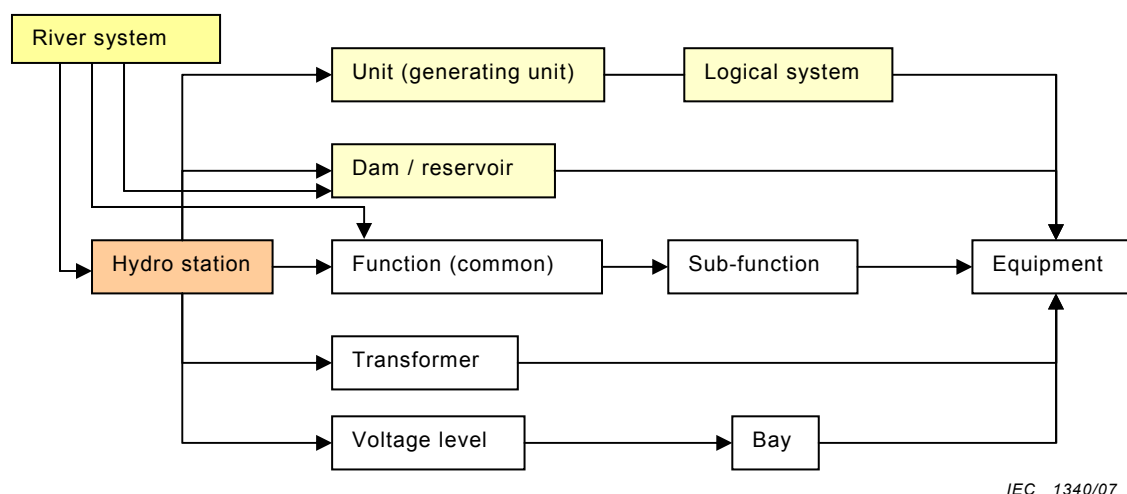 River system
Unit (generating unit)
Logical system
Dam / reservoir
Hydro station
Function (common)
Sub-function
Equipment
Transformer
Voltage level
Bay
IEC 1340/07